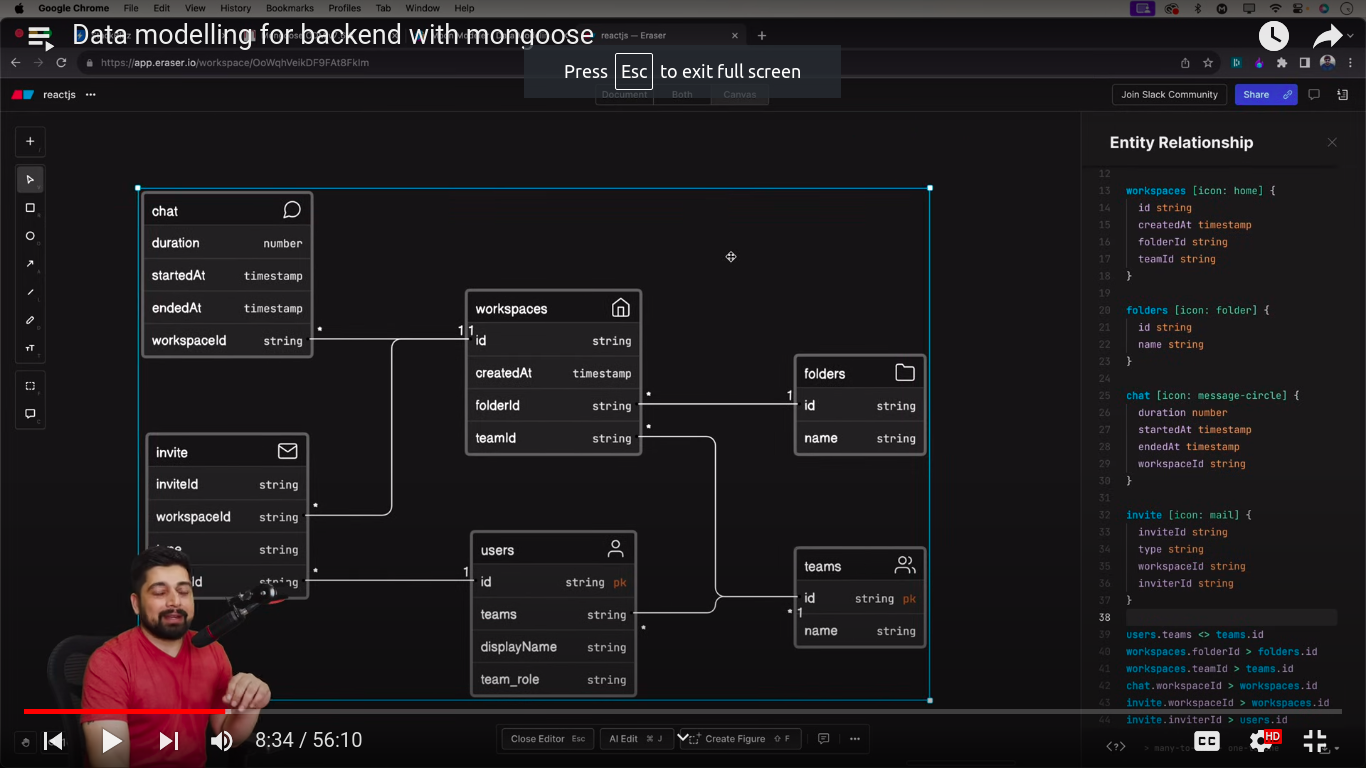 Google Chrome File Edit View History Bookmarks Profiles Tab Window Help
Data modelling for backend with mongoose
reactjs — Eraser
https://app.eraser.io/workspace/OoWqhVeikDF9FAt8FkIm
Press Esc to exit full screen
reactjs
Document Both Canvas
Join Slack Community
Share
Entity Relationship
chat
duration number
startedAt timestamp
endedAt timestamp
workspaceId string
*
1 1
workspaces
id string
createdAt timestamp
folderId string
teamId string
*
1
*
folders
id string
name string
invite
inviteId string
workspaceId string
type string
string
*
*
1
users
id string pk
teams string
displayName string
team_role string
*
teams
id string pk
name string
* 1
12
13 workspaces [icon: home] {
14 id string
15 createdAt timestamp
16 folderId string
17 teamId string
18 }
19
20 folders [icon: folder] {
21 id string
22 name string
23 }
24
25 chat [icon: message-circle] {
26 duration number
27 startedAt timestamp
28 endedAt timestamp
29 workspaceId string
30 }
31
32 invite [icon: mail] {
33 inviteId string
34 type string
35 workspaceId string
36 inviterId string
37 }
38
39 users.teams <> teams.id
40 workspaces.folderId > folders.id
41 workspaces.teamId > teams.id
42 chat.workspaceId > workspaces.id
43 invite.workspaceId > workspaces.id
44 invite.inviterId > users.id
8:34 / 56:10
Close Editor Esc
AI Edit ⌘ J
Create Figure ⇧ F
<?>
CC
HD